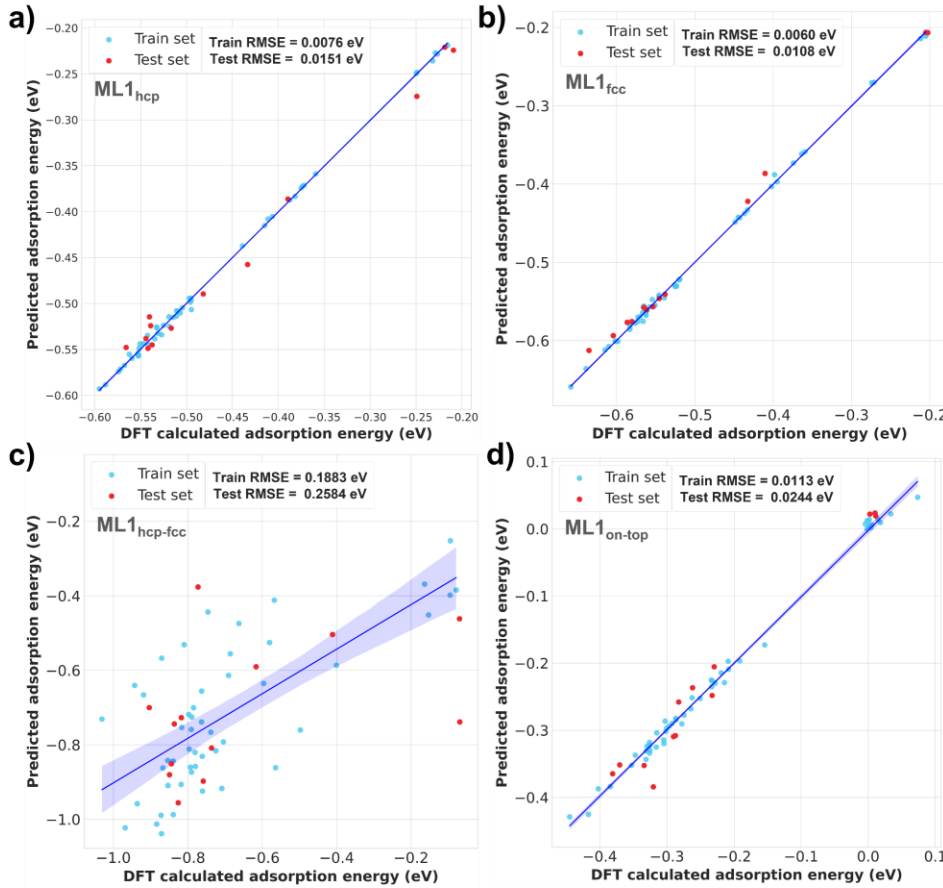 a)
Train set
Test set
Train RMSE = 0.0076 eV
Test RMSE = 0.0151 eV
ML1hcp
Predicted adsorption energy (eV)
−0.20
−0.25
−0.30
−0.35
−0.40
−0.45
−0.50
−0.55
−0.60
−0.60 −0.55 −0.50 −0.45 −0.40 −0.35 −0.30 −0.25 −0.20
DFT calculated adsorption energy (eV)
b)
Train set
Test set
Train RMSE = 0.0060 eV
Test RMSE = 0.0108 eV
ML1fcc
Predicted adsorption energy (eV)
−0.2
−0.3
−0.4
−0.5
−0.6
−0.6 −0.5 −0.4 −0.3 −0.2
DFT calculated adsorption energy (eV)
c)
Train set
Test set
Train RMSE = 0.1883 eV
Test RMSE = 0.2584 eV
ML1hcp-fcc
Predicted adsorption energy (eV)
−0.2
−0.4
−0.6
−0.8
−1.0
−1.0 −0.8 −0.6 −0.4 −0.2
DFT calculated adsorption energy (eV)
d)
Train set
Test set
Train RMSE = 0.0113 eV
Test RMSE = 0.0244 eV
ML1on-top
Predicted adsorption energy (eV)
0.1
0.0
−0.1
−0.2
−0.3
−0.4
−0.4 −0.3 −0.2 −0.1 0.0 0.1
DFT calculated adsorption energy (eV)